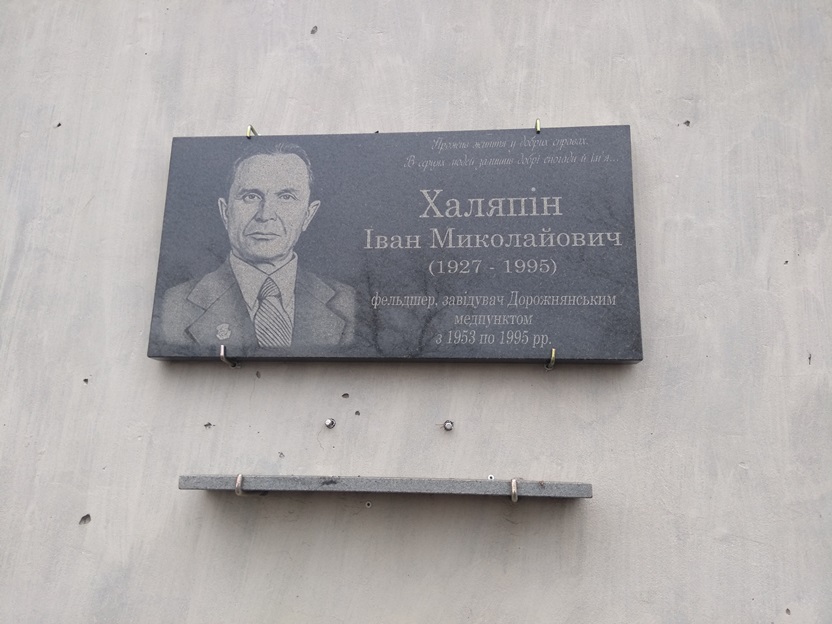 життя в добрих справах.
В серцях людей залишив добрі спогади й ім'я...
Халяпін
Іван Миколайович
(1927 - 1995)
фельдшер, завідувач Дорожнянським
медпунктом
з 1953 по 1995 рр.